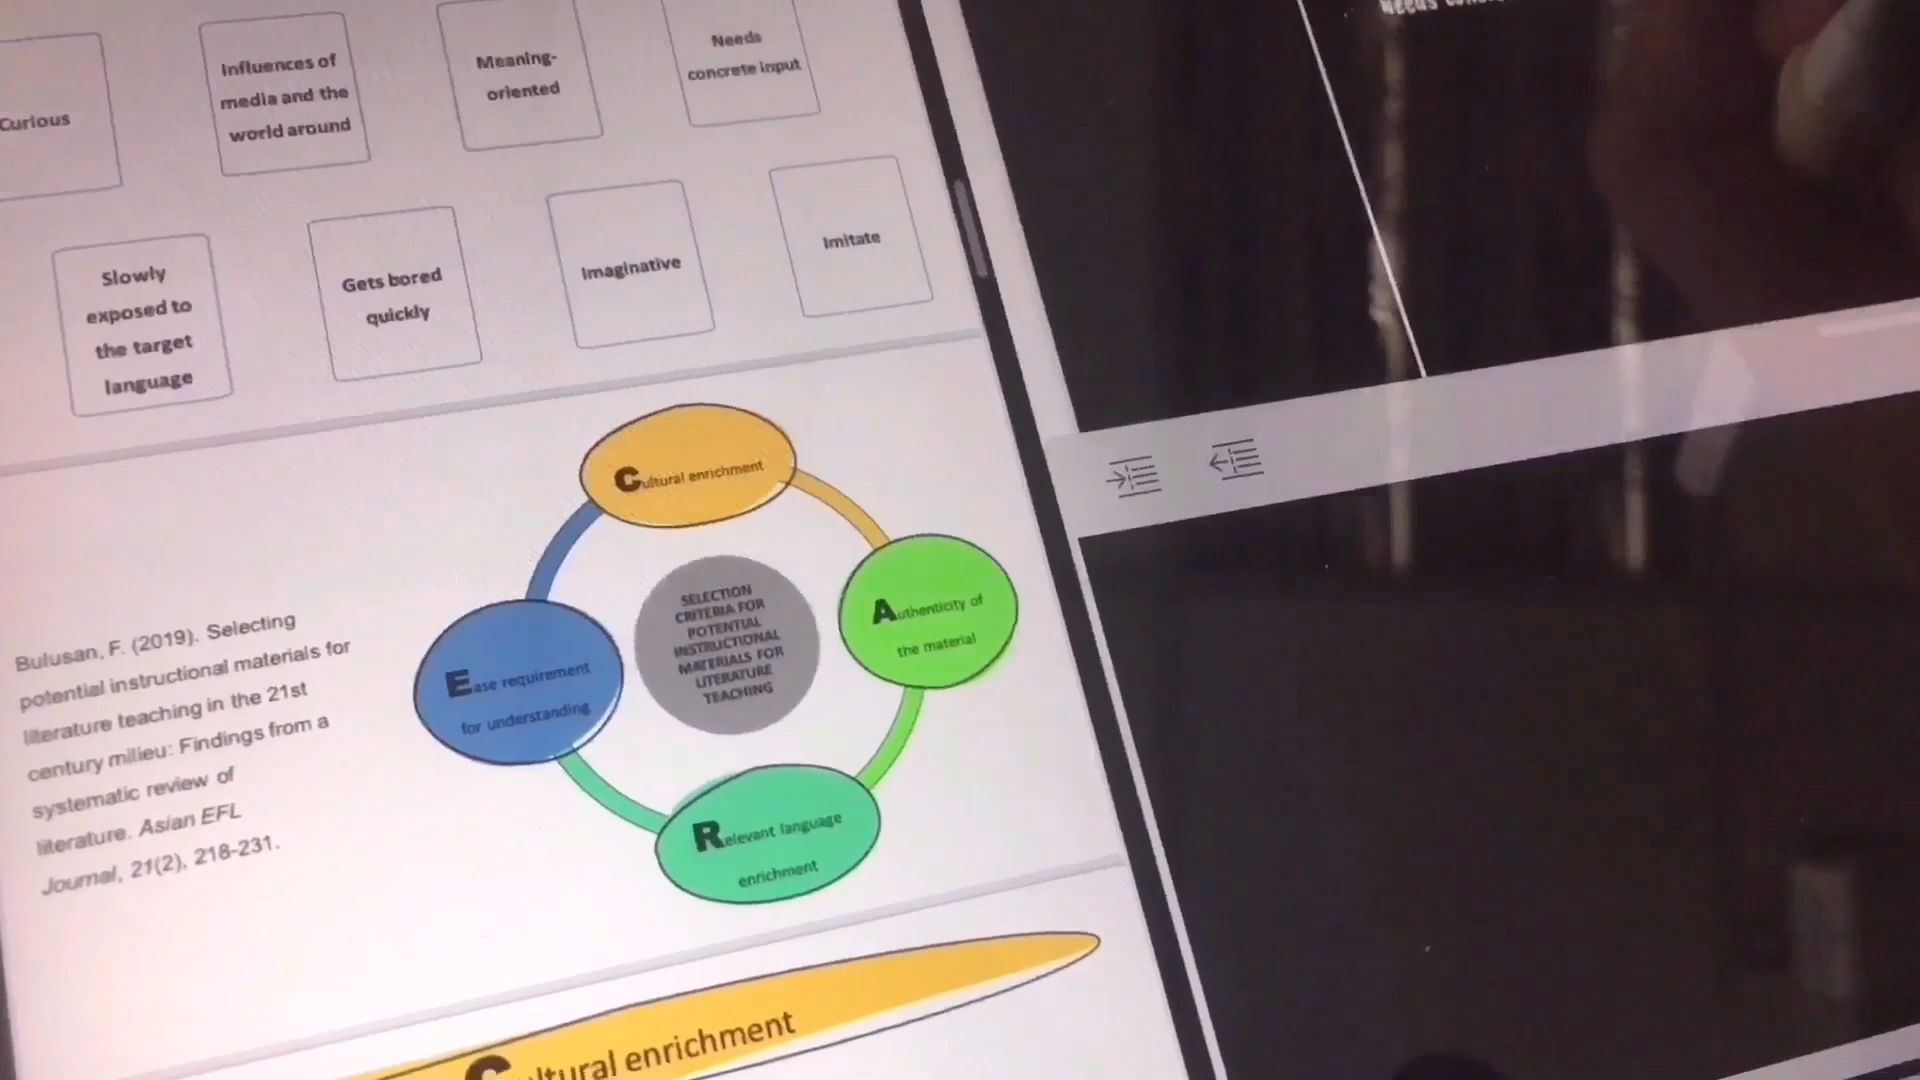 Curious
Influences of
media and the
world around
Meaning-
oriented
Needs
concrete input
Slowly
exposed to
the target
language
Gets bored
quickly
Imaginative
Imitate
Bulusan, F. (2019). Selecting
potential instructional materials for
literature teaching in the 21st
century milieu: Findings from a
systematic review of
literature. Asian EFL
Journal, 21(2), 218-231.
Cultural enrichment
Authenticity of
the material
Relevant language
enrichment
Ease requirement
for understanding
SELECTION
CRITERIA FOR
POTENTIAL
INSTRUCTIONAL
MATERIALS FOR
LITERATURE
TEACHING
Cultural enrichment
Needs